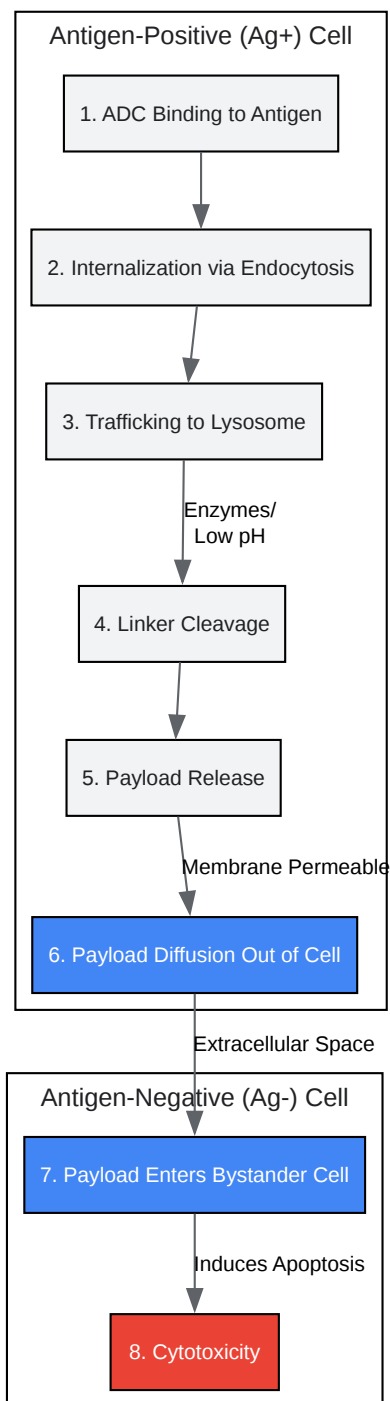 Antigen-Positive (Ag+) Cell
1. ADC Binding to Antigen
2. Internalization via Endocytosis
3. Trafficking to Lysosome
Enzymes/
Low pH
4. Linker Cleavage
5. Payload Release
Membrane Permeable
6. Payload Diffusion Out of Cell
Extracellular Space
Antigen-Negative (Ag-) Cell
7. Payload Enters Bystander Cell
Induces Apoptosis
8. Cytotoxicity